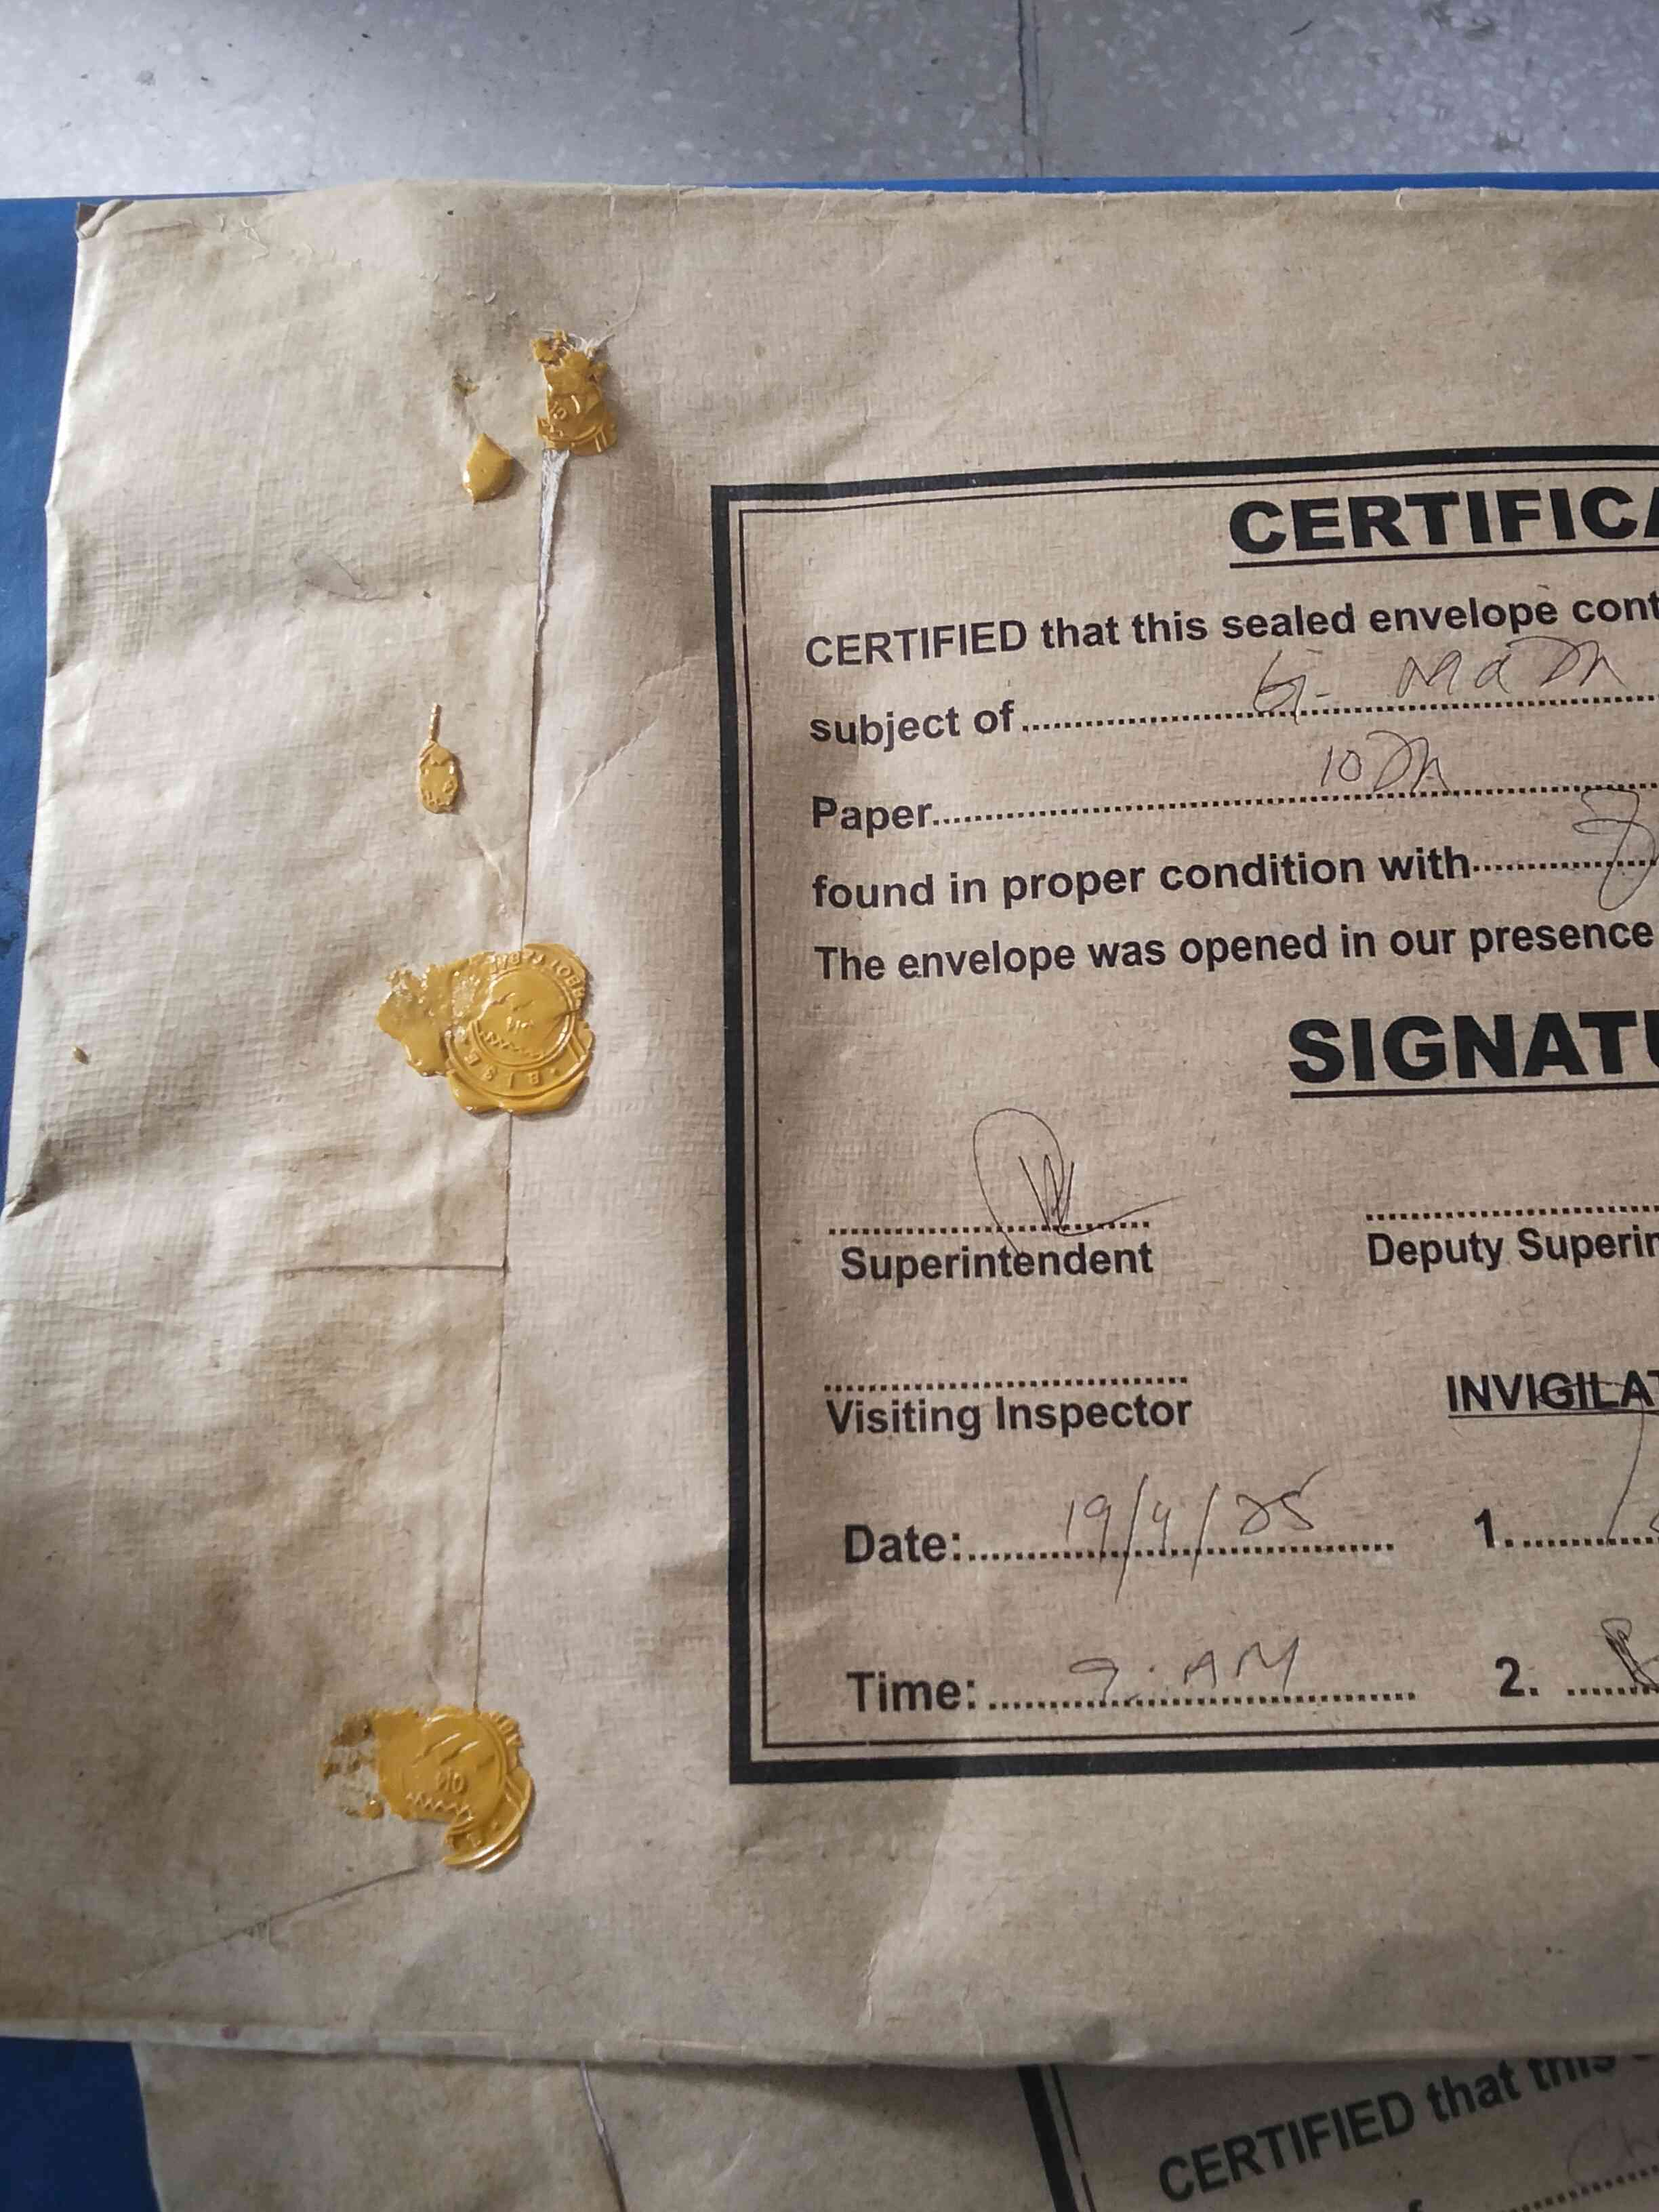 CERTIFICA
CERTIFIED that this sealed envelope cont
subject of G- Math
Paper 10Th
found in proper condition with
The envelope was opened in our presence
SIGNATU
Superintendent
Deputy Superin
Visiting Inspector
INVIGILAT
Date: 19/4/25
1.
Time: 9: AM
2.
CERTIFIED that this